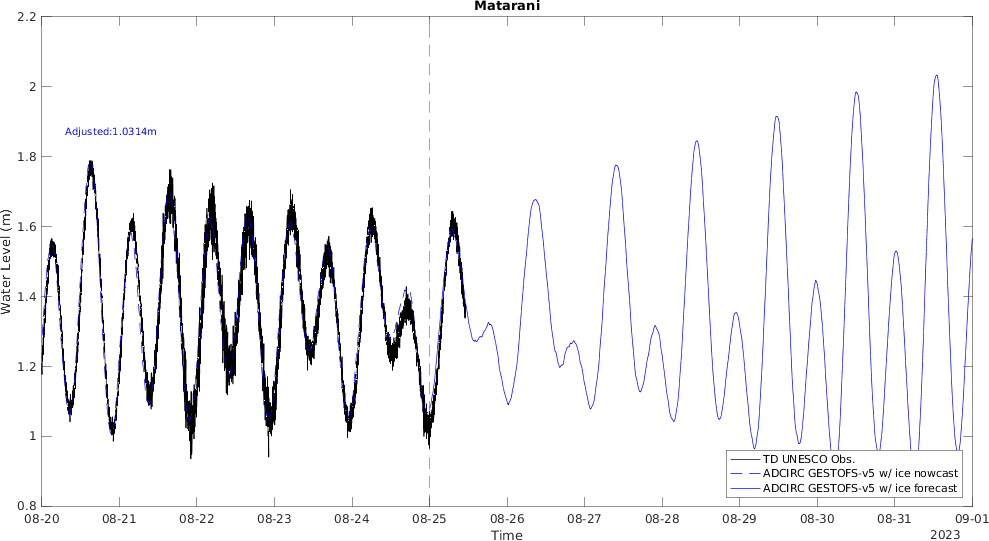 Matarani
2.2
2
1.8
1.6
1.4
1.2
1
0.8
Water Level (m)
Adjusted:1.0314m
TD UNESCO Obs.
ADCIRC GESTOFS-v5 w/ ice nowcast
ADCIRC GESTOFS-v5 w/ ice forecast
08-20 08-21 08-22 08-23 08-24 08-25 08-26 08-27 08-28 08-29 08-30 08-31 09-01
Time
2023